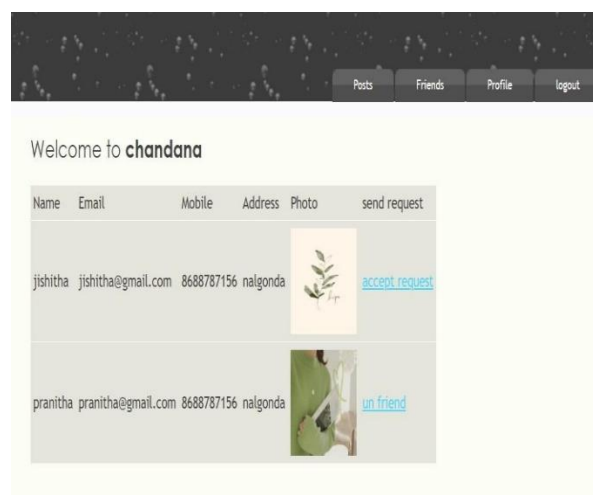 Posts Friends Profile logout
Welcome to chandana
Name Email Mobile Address Photo send request
jishitha jishitha@gmail.com 8688787156 nalgonda accept request
pranitha pranitha@gmail.com 8688787156 nalgonda un friend